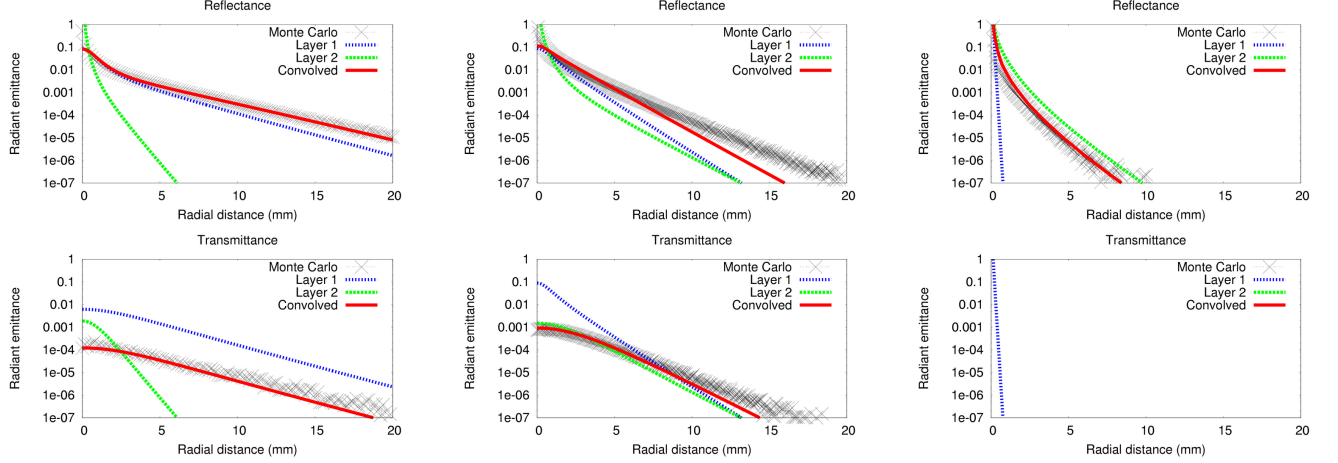 Reflectance
1
0.1
0.01
0.001
1e-04
1e-05
1e-06
1e-07
Radiant emittance
Monte Carlo
Layer 1
Layer 2
Convolved
0 5 10 15 20
Radial distance (mm)
Reflectance
1
0.1
0.01
0.001
1e-04
1e-05
1e-06
1e-07
Radiant emittance
Monte Carlo
Layer 1
Layer 2
Convolved
0 5 10 15 20
Radial distance (mm)
Reflectance
1
0.1
0.01
0.001
1e-04
1e-05
1e-06
1e-07
Radiant emittance
Monte Carlo
Layer 1
Layer 2
Convolved
0 5 10 15 20
Radial distance (mm)
Transmittance
1
0.1
0.01
0.001
1e-04
1e-05
1e-06
1e-07
Radiant emittance
Monte Carlo
Layer 1
Layer 2
Convolved
0 5 10 15 20
Radial distance (mm)
Transmittance
1
0.1
0.01
0.001
1e-04
1e-05
1e-06
1e-07
Radiant emittance
Monte Carlo
Layer 1
Layer 2
Convolved
0 5 10 15 20
Radial distance (mm)
Transmittance
1
0.1
0.01
0.001
1e-04
1e-05
1e-06
1e-07
Radiant emittance
Monte Carlo
Layer 1
Layer 2
Convolved
0 5 10 15 20
Radial distance (mm)